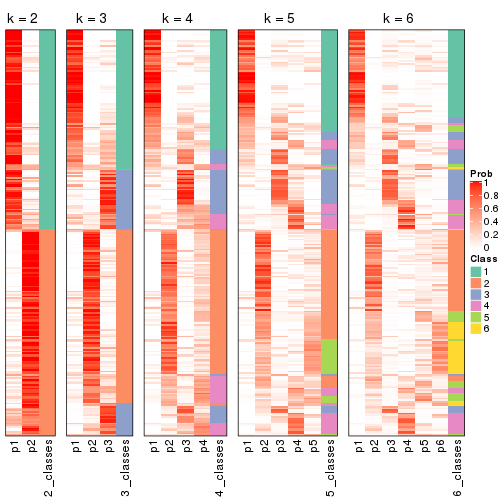 k = 2
k = 3
k = 4
k = 5
k = 6
Prob
1
0.8
0.6
0.4
0.2
0
Class
1
2
3
4
5
6
p1
p2
2_classes
p1
p2
p3
3_classes
p1
p2
p3
p4
4_classes
p1
p2
p3
p4
p5
5_classes
p1
p2
p3
p4
p5
p6
6_classes